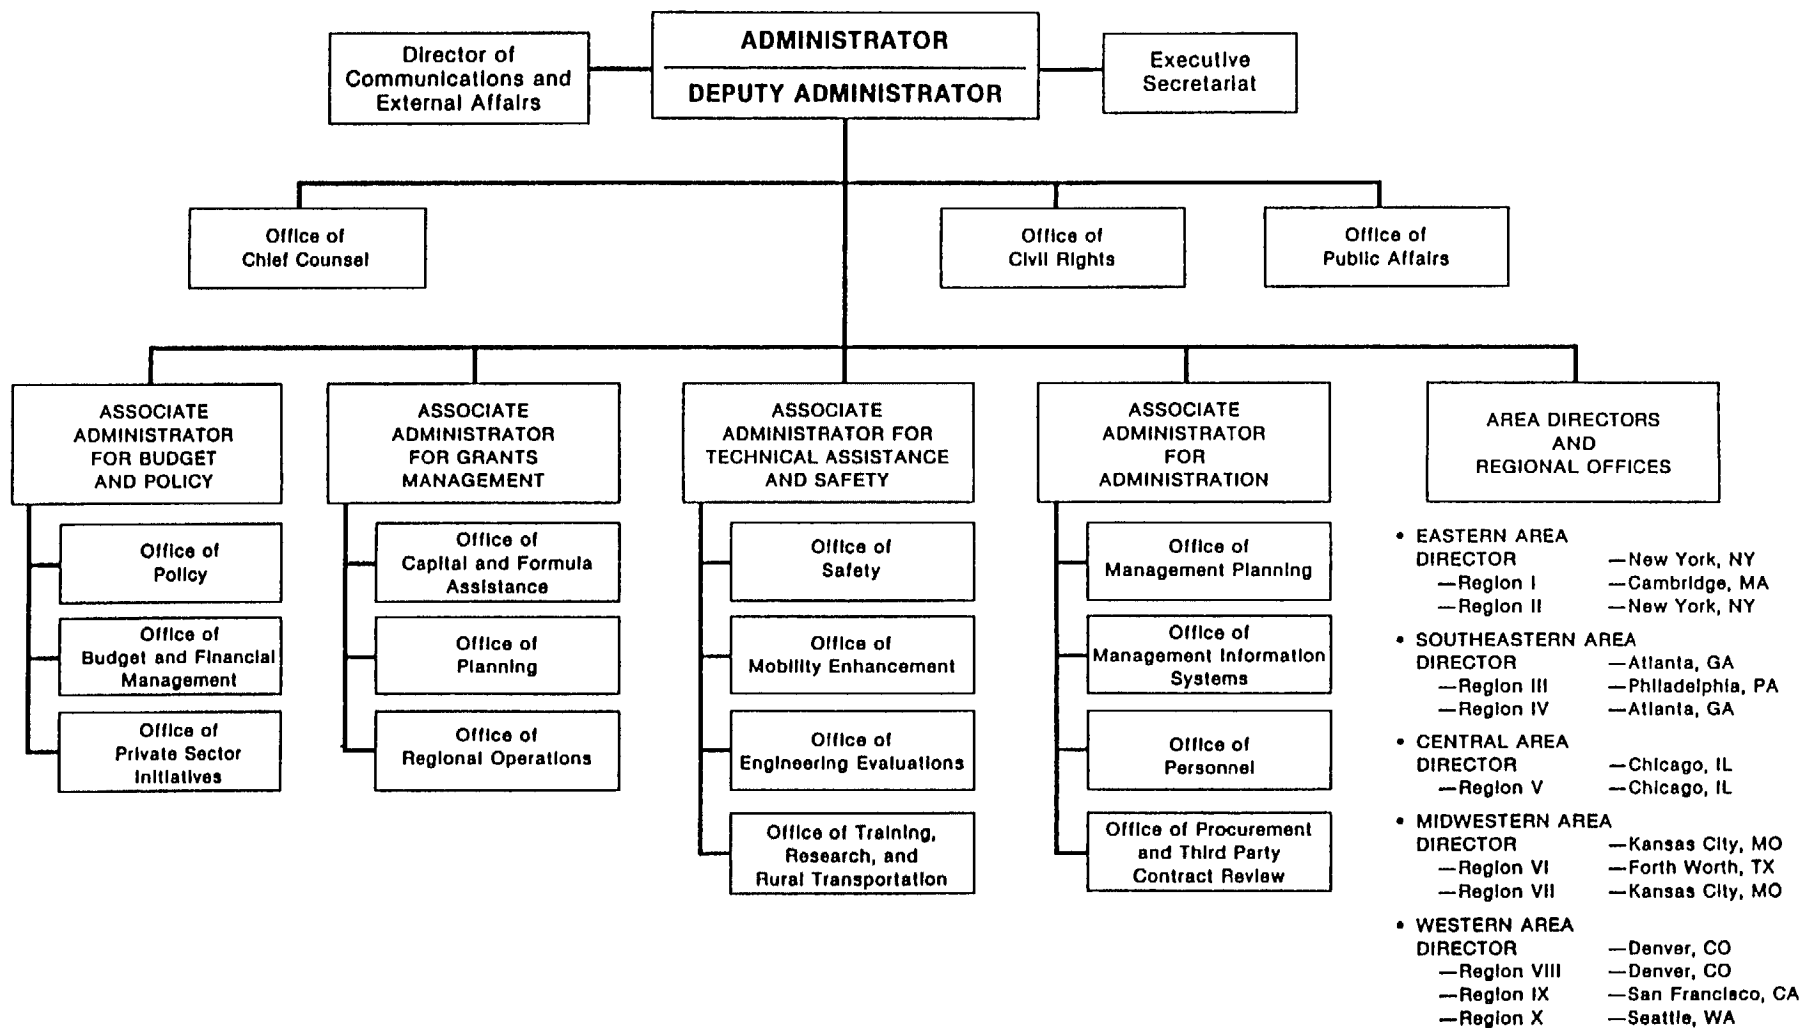 Director of
Communications and
External Affairs
ADMINISTRATOR
DEPUTY ADMINISTRATOR
Executive
Secretariat
Office of
Chief Counsel
Office of
Civil Rights
Office of
Public Affairs
ASSOCIATE
ADMINISTRATOR
FOR BUDGET
AND POLICY
Office of
Policy
Office of
Budget and Financial
Management
Office of
Private Sector
Initiatives
ASSOCIATE
ADMINISTRATOR
FOR GRANTS
MANAGEMENT
Office of
Capital and Formula
Assistance
Office of
Planning
Office of
Regional Operations
ASSOCIATE
ADMINISTRATOR FOR
TECHNICAL ASSISTANCE
AND SAFETY
Office of
Safety
Office of
Mobility Enhancement
Office of
Engineering Evaluations
Office of Training,
Research, and
Rural Transportation
ASSOCIATE
ADMINISTRATOR
FOR
ADMINISTRATION
Office of
Management Planning
Office of
Management Information
Systems
Office of
Personnel
Office of Procurement
and Third Party
Contract Review
AREA DIRECTORS
AND
REGIONAL OFFICES
• EASTERN AREA
DIRECTOR —New York, NY
—Region I —Cambridge, MA
—Region II —New York, NY
• SOUTHEASTERN AREA
DIRECTOR —Atlanta, GA
—Region III —Philadelphia, PA
—Region IV —Atlanta, GA
• CENTRAL AREA
DIRECTOR —Chicago, IL
—Region V —Chicago, IL
• MIDWESTERN AREA
DIRECTOR —Kansas City, MO
—Region VI —Forth Worth, TX
—Region VII —Kansas City, MO
• WESTERN AREA
DIRECTOR —Denver, CO
—Region VIII —Denver, CO
—Region IX —San Francisco, CA
—Region X —Seattle, WA